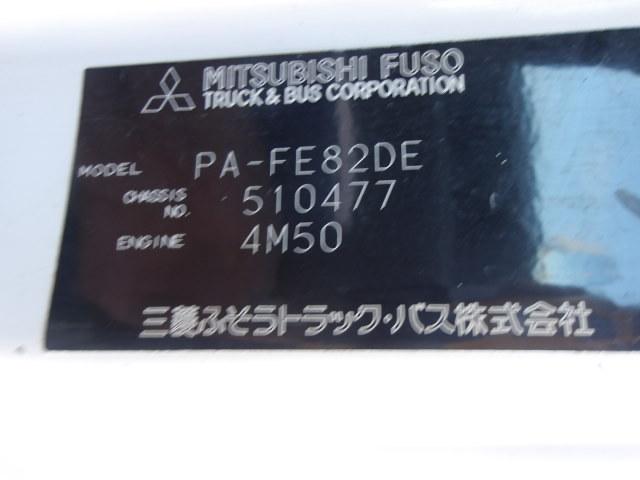 MITSUBISHI FUSO
TRUCK & BUS CORPORATION
MODEL PA-FE82DE
CHASSIS NO. 510477
ENGINE 4M50
三菱ふそうトラック・バス株式会社